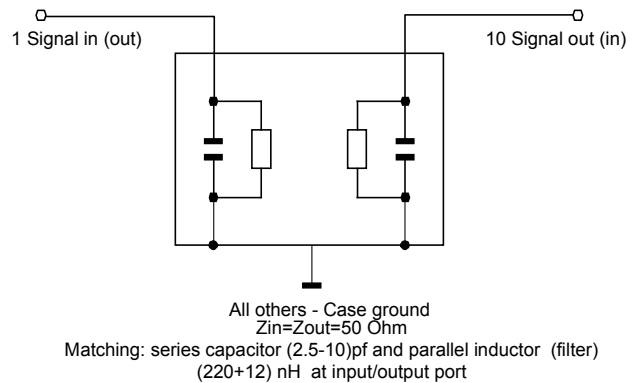 1 Signal in (out)
10 Signal out (in)
All others - Case ground
Zin=Zout=50 Ohm
Matching: series capacitor (2.5-10)pf and parallel inductor (filter)
(220+12) nH at input/output port